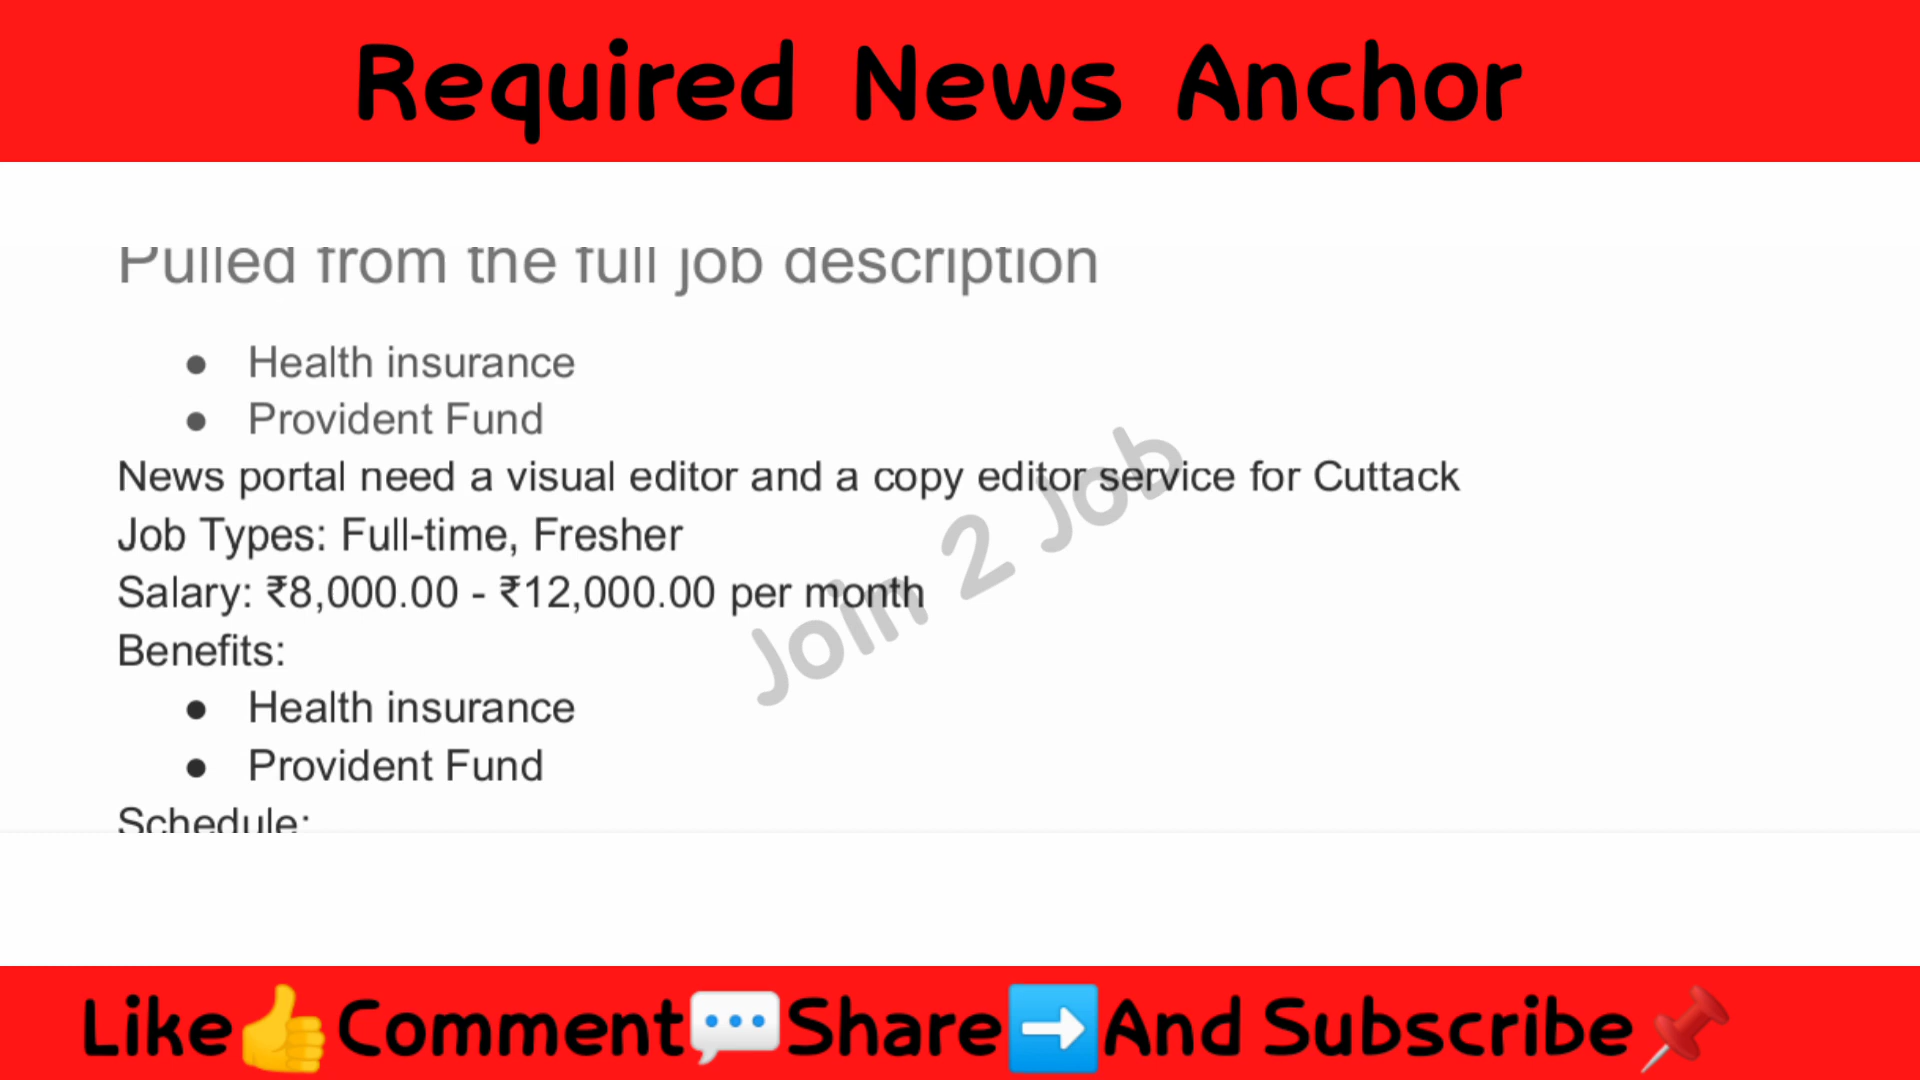 Required News Anchor
Pulled from the full job description
● Health insurance
● Provident Fund
News portal need a visual editor and a copy editor service for Cuttack
Job Types: Full-time, Fresher
Salary: ₹8,000.00 - ₹12,000.00 per month
Benefits:
● Health insurance
● Provident Fund
Schedule:
Join 2 Job
Like👍Comment💬Share➡️And Subscribe📌